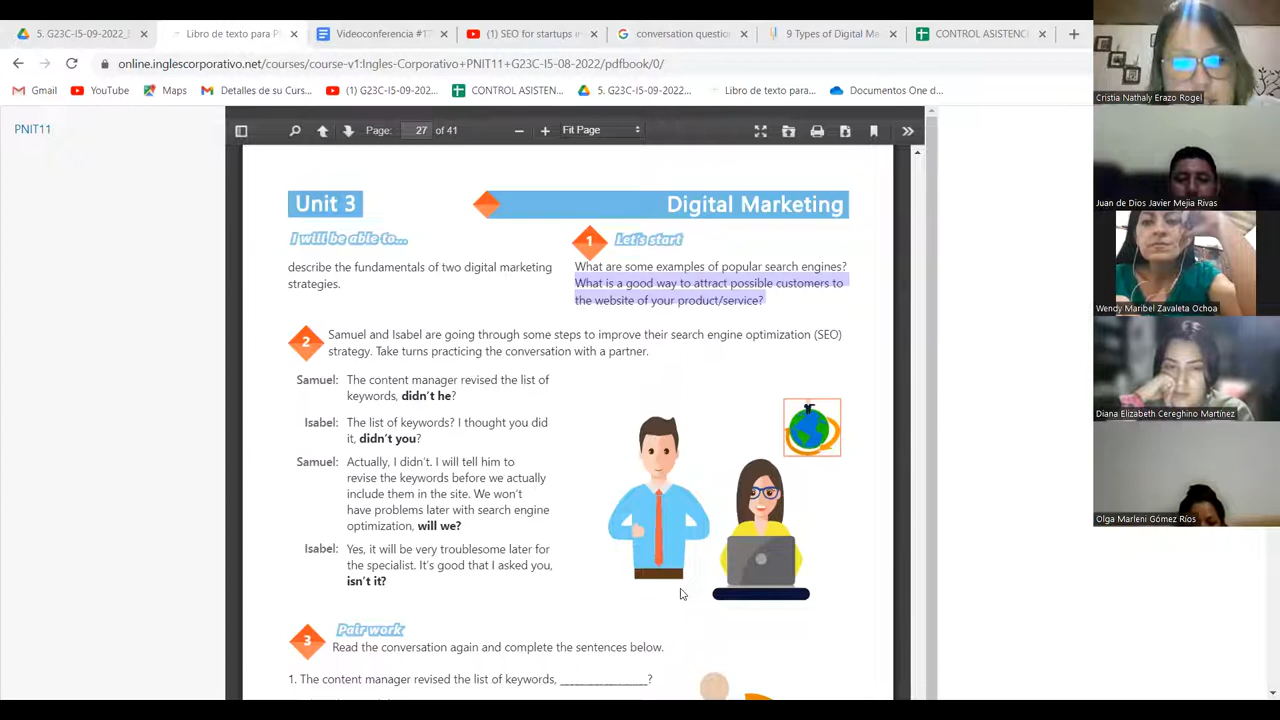 5. G23C-I5-09-2022_
Libro de texto para P
Videoconferencia #17
(1) SEO for startups i
conversation questio
9 Types of Digital Me
CONTROL ASISTENC
online.inglescorporativo.net/courses/course-v1:Ingles-Corporativo+PNIT11+G23C-I5-08-2022/pdfbook/0/
Gmail
YouTube
Maps
Detalles de su Curs...
(1) G23C-I5-09-202...
CONTROL ASISTEN...
5. G23C-I5-09-2022...
Libro de texto para...
Documentos One d...
PNIT11
Page: 27 of 41
Fit Page
Unit 3
Digital Marketing
I will be able to...
describe the fundamentals of two digital marketing
strategies.
1 Let's start
What are some examples of popular search engines?
What is a good way to attract possible customers to
the website of your product/service?
2 Samuel and Isabel are going through some steps to improve their search engine optimization (SEO)
strategy. Take turns practicing the conversation with a partner.
Samuel: The content manager revised the list of
keywords, didn't he?
Isabel: The list of keywords? I thought you did
it, didn't you?
Samuel: Actually, I didn't. I will tell him to
revise the keywords before we actually
include them in the site. We won't
have problems later with search engine
optimization, will we?
Isabel: Yes, it will be very troublesome later for
the specialist. It's good that I asked you,
isn't it?
3 Pair work
Read the conversation again and complete the sentences below.
1. The content manager revised the list of keywords, ________________?
Cristia Nathaly Erazo Rogel
Juan de Dios Javier Mejia Rivas
Wendy Maribel Zavaleta Ochoa
Diana Elizabeth Cereghino Martínez
Olga Marleni Gómez Ríos